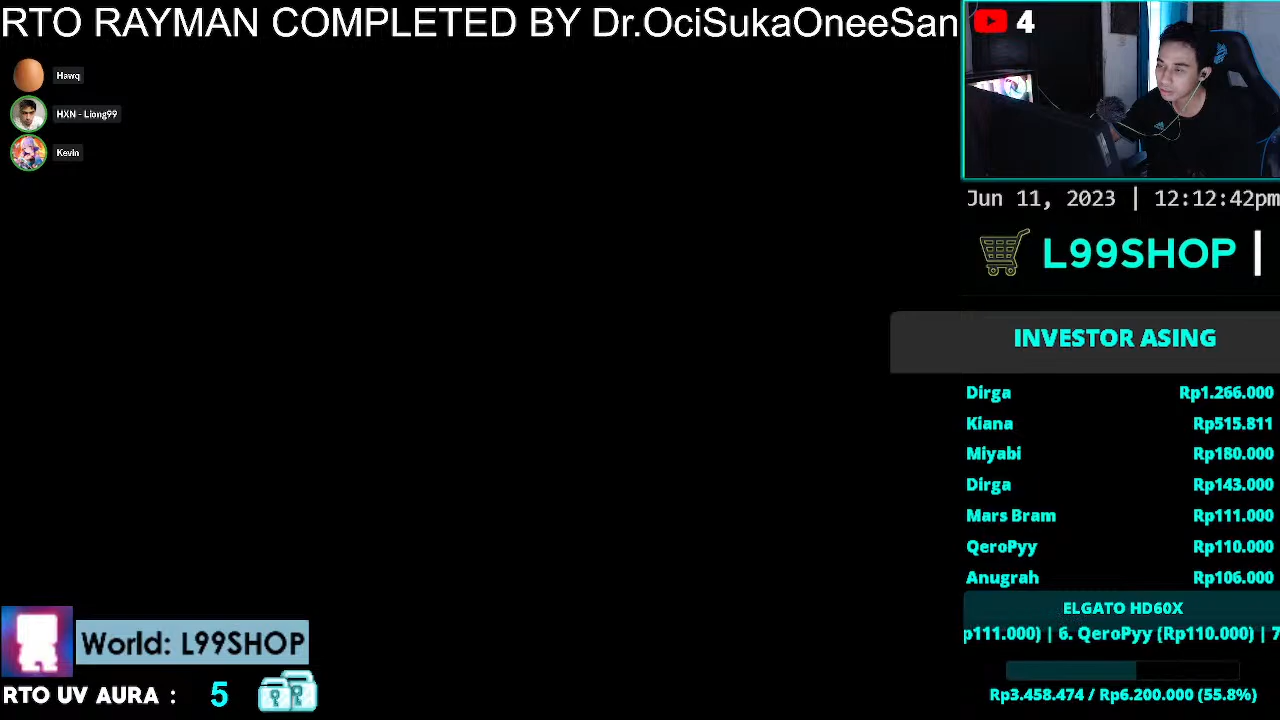 RTO RAYMAN COMPLETED BY Dr.OciSukaOneeSan
4
Hawq
HXN - Liong99
Kevin
Jun 11, 2023 | 12:12:42pm
L99SHOP |
INVESTOR ASING
Dirga Rp1.266.000
Kiana Rp515.811
Miyabi Rp180.000
Dirga Rp143.000
Mars Bram Rp111.000
QeroPyy Rp110.000
Anugrah Rp106.000
ELGATO HD60X
p111.000) | 6. QeroPyy (Rp110.000) | 7
Rp3.458.474 / Rp6.200.000 (55.8%)
World: L99SHOP
RTO UV AURA : 5